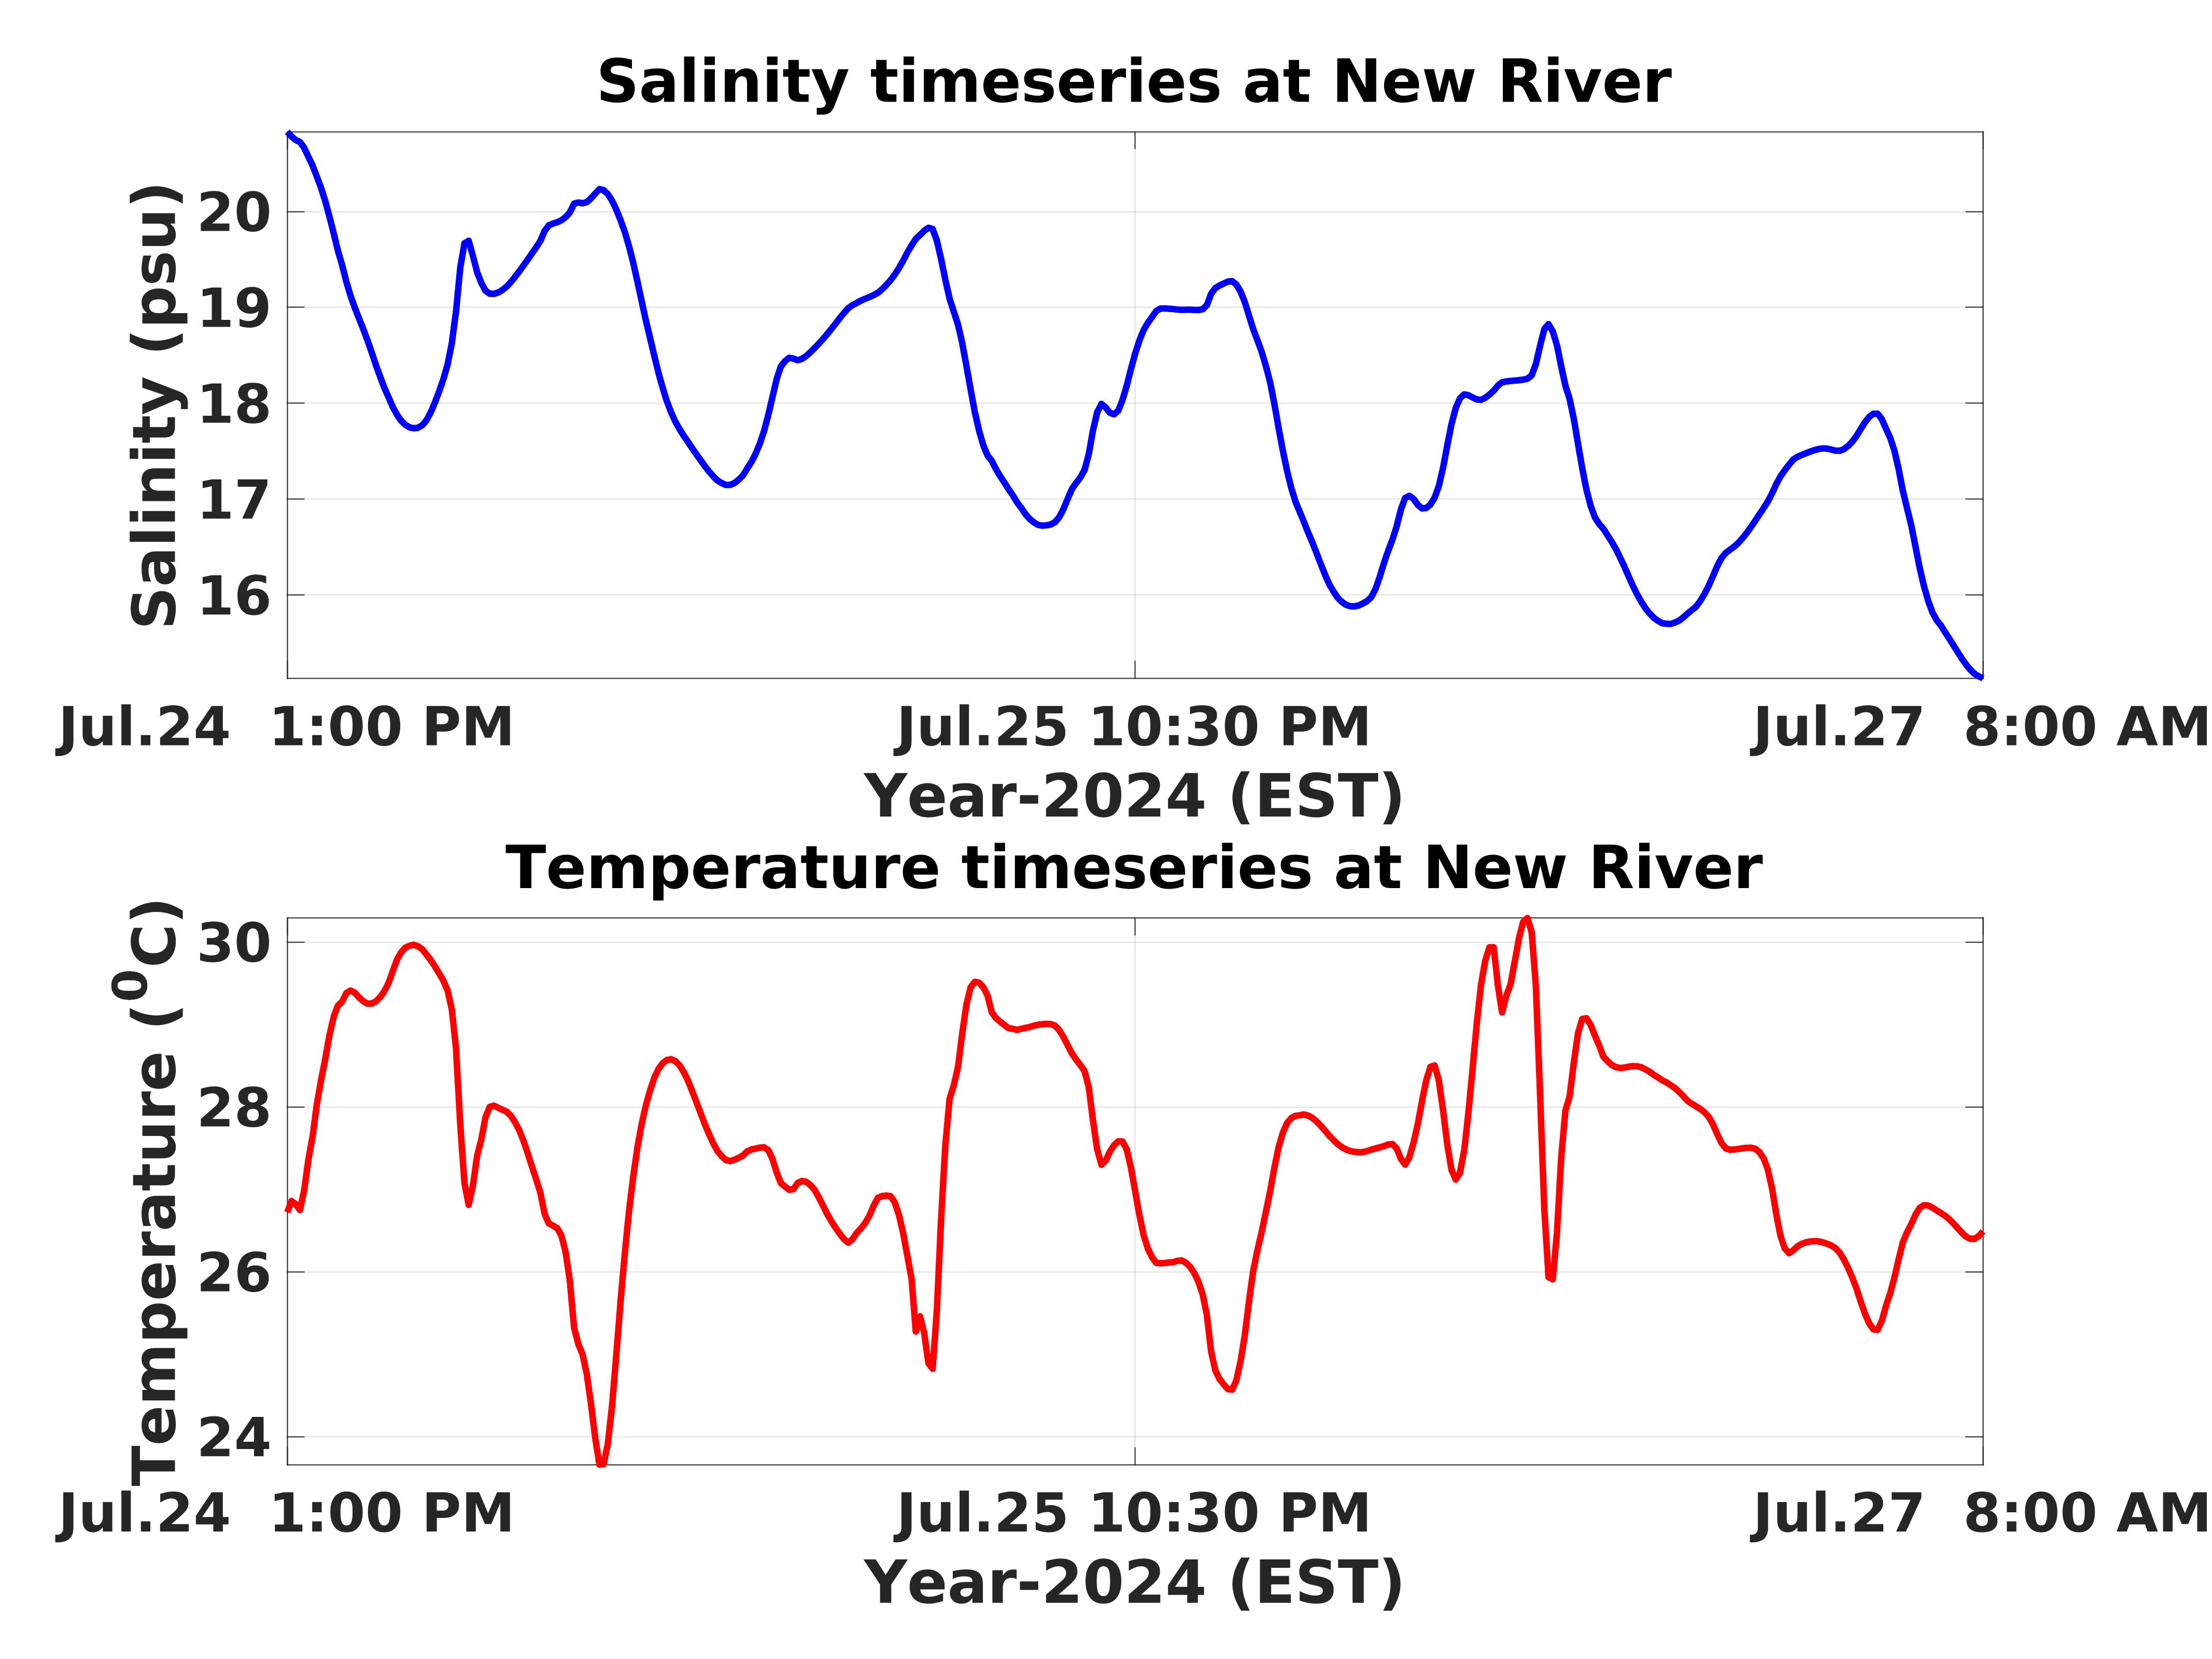 Salinity timeseries at New River
Salinity (psu)
20
19
18
17
16
Jul.24 1:00 PM Jul.25 10:30 PM Jul.27 8:00 AM
Year-2024 (EST)
Temperature timeseries at New River
Temperature (⁰C)
30
28
26
24
Jul.24 1:00 PM Jul.25 10:30 PM Jul.27 8:00 AM
Year-2024 (EST)